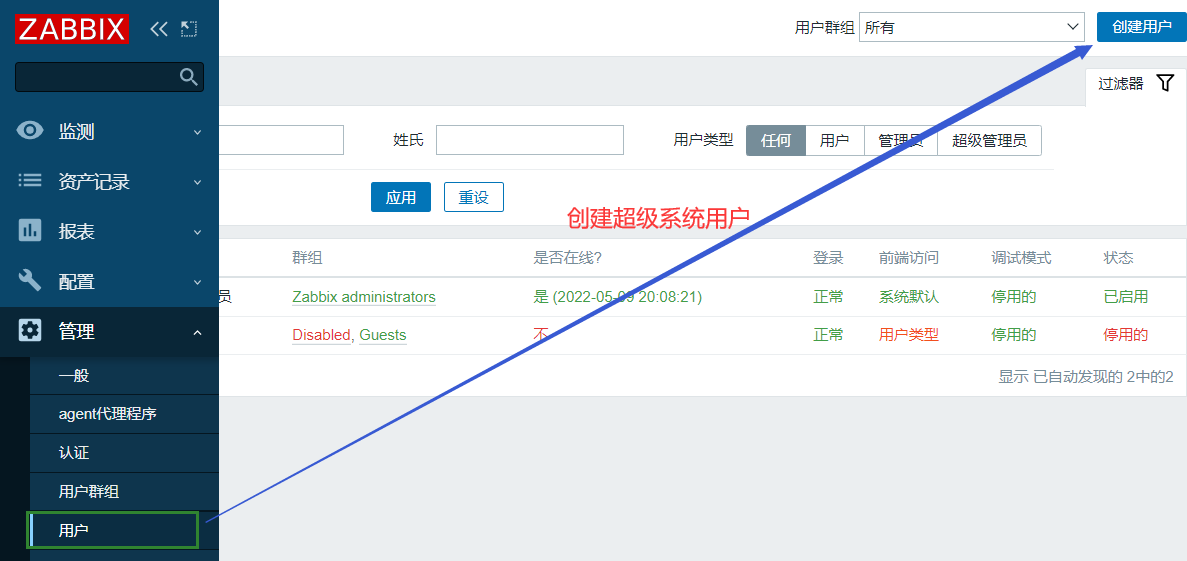 ZABBIX
用户群组 所有 创建用户
过滤器
监测
资产记录
报表
配置
管理
一般
agent代理程序
认证
用户群组
用户
姓氏 用户类型 任何 用户 管理员 超级管理员
应用 重设
创建超级系统用户
群组 是否在线? 登录 前端访问 调试模式 状态
员 Zabbix administrators 是 (2022-05-09 20:08:21) 正常 系统默认 停用的 已启用
Disabled, Guests 不 正常 用户类型 停用的 停用的
显示 已自动发现的 2中的2